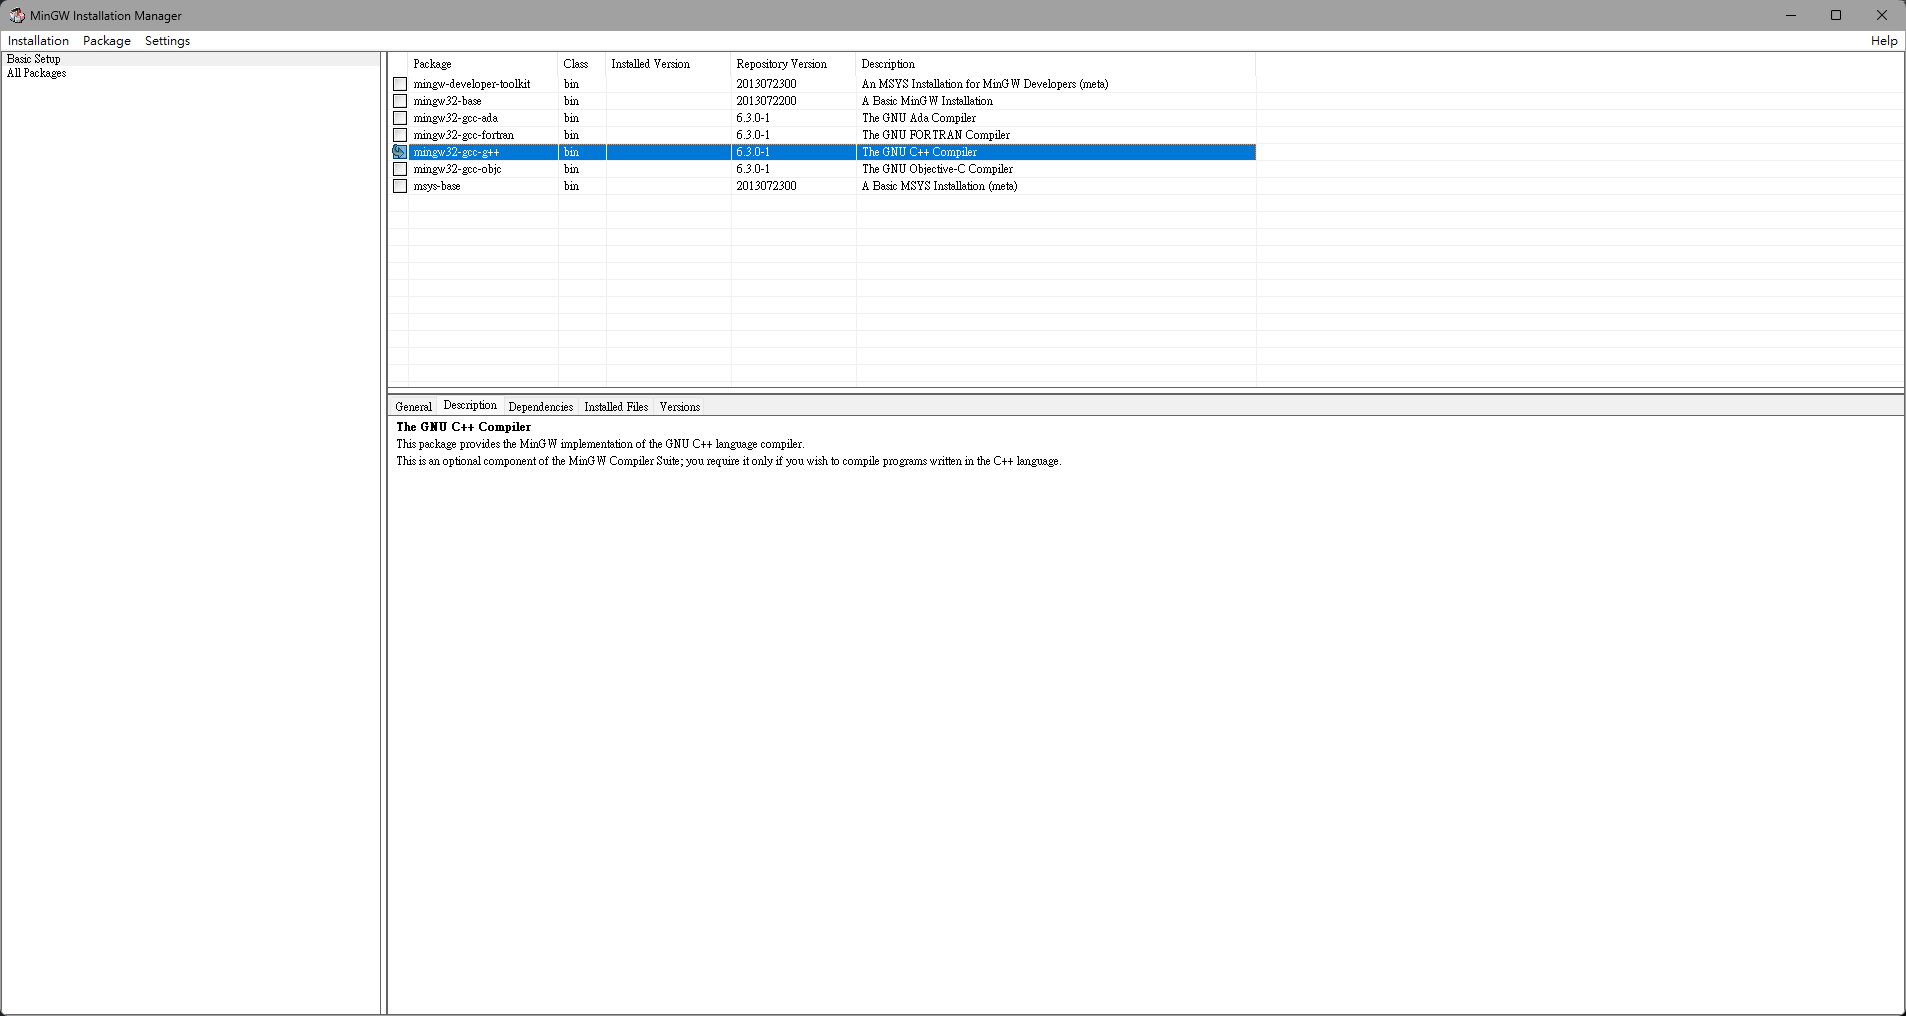 MinGW Installation Manager
Installation Package Settings Help
Basic Setup
All Packages
Package Class Installed Version Repository Version Description
mingw-developer-toolkit bin 2013072300 An MSYS Installation for MinGW Developers (meta)
mingw32-base bin 2013072200 A Basic MinGW Installation
mingw32-gcc-ada bin 6.3.0-1 The GNU Ada Compiler
mingw32-gcc-fortran bin 6.3.0-1 The GNU FORTRAN Compiler
mingw32-gcc-g++ bin 6.3.0-1 The GNU C++ Compiler
mingw32-gcc-objc bin 6.3.0-1 The GNU Objective-C Compiler
msys-base bin 2013072300 A Basic MSYS Installation (meta)
General Description Dependencies Installed Files Versions
The GNU C++ Compiler
This package provides the MinGW implementation of the GNU C++ language compiler.
This is an optional component of the MinGW Compiler Suite; you require it only if you wish to compile programs written in the C++ language.